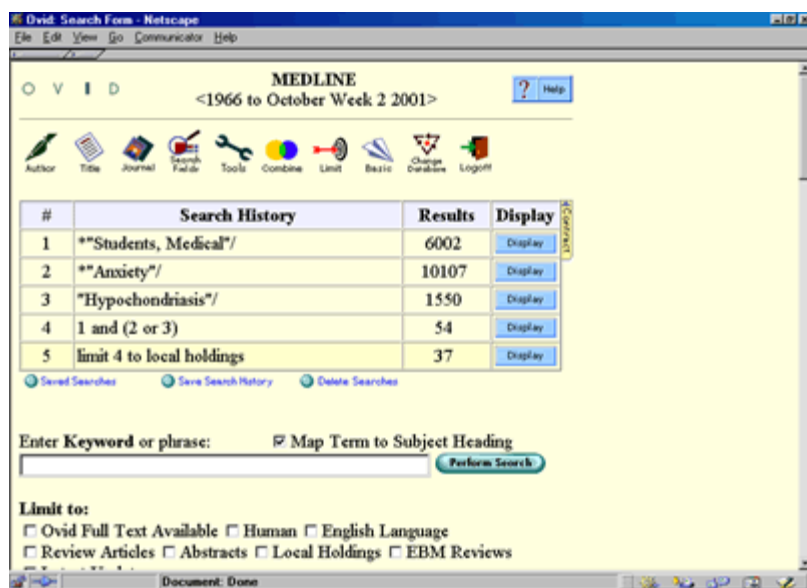 Ovid: Search Form - Netscape
File Edit View Go Communicator Help
O V I D
MEDLINE
<1966 to October Week 2 2001>
? Help
Author Title Journal Search Fields Tools Combine Limit Basic Change Database Logoff
# Search History Results Display
1 *"Students, Medical"/ 6002 Display
2 *"Anxiety"/ 10107 Display
3 "Hypochondriasis"/ 1550 Display
4 1 and (2 or 3) 54 Display
5 limit 4 to local holdings 37 Display
Contract
Saved Searches Save Search History Delete Searches
Enter Keyword or phrase: Map Term to Subject Heading
Perform Search
Limit to:
Ovid Full Text Available Human English Language
Review Articles Abstracts Local Holdings EBM Reviews
Document: Done